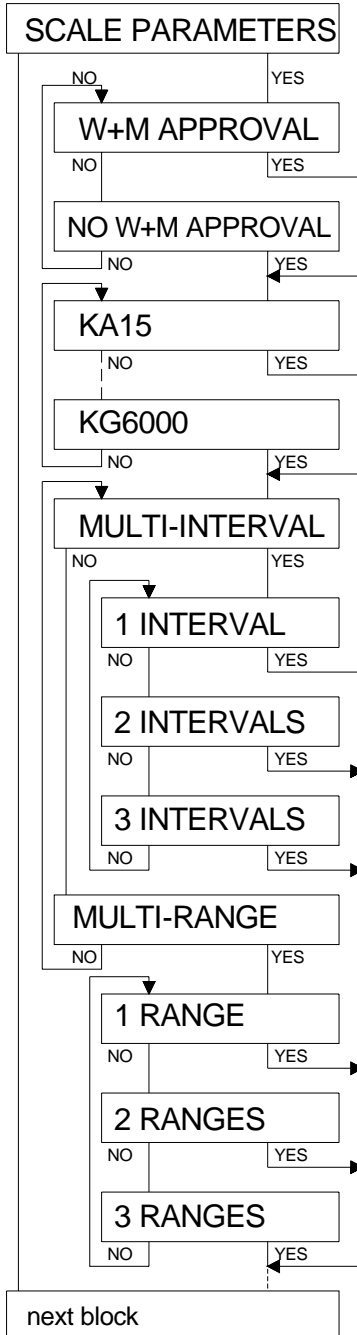 SCALE PARAMETERS
NO YES
W+M APPROVAL
NO YES
NO W+M APPROVAL
NO YES
KA15
NO YES
KG6000
NO YES
MULTI-INTERVAL
NO YES
1 INTERVAL
NO YES
2 INTERVALS
NO YES
3 INTERVALS
NO YES
MULTI-RANGE
NO YES
1 RANGE
NO YES
2 RANGES
NO YES
3 RANGES
NO YES
next block